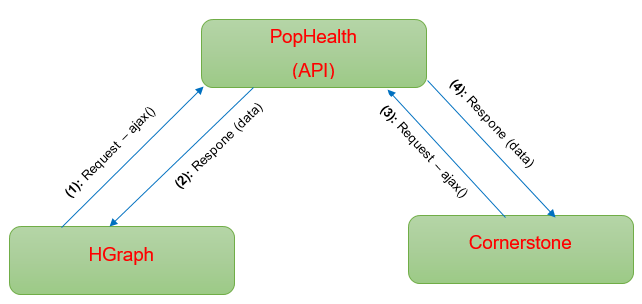 PopHealth
(API)
(1): Request – ajax()
(2): Respone (data)
(3): Request – ajax()
(4): Respone (data)
HGraph
Cornerstone